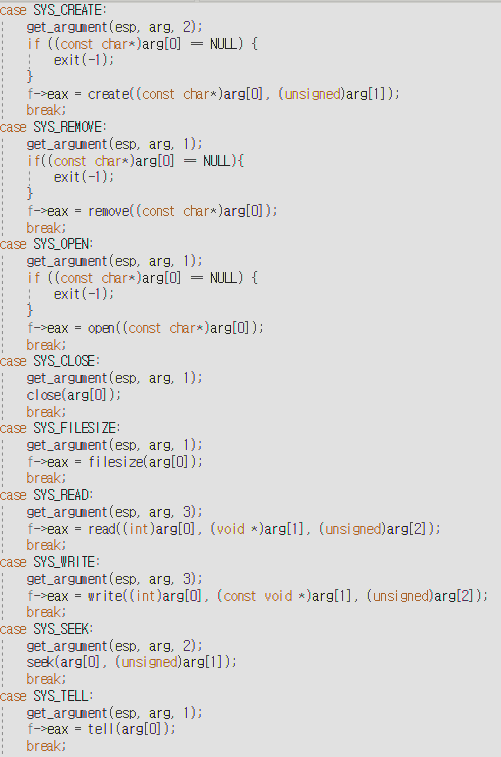 case SYS_CREATE:
get_argument(esp, arg, 2);
if ((const char*)arg[0] == NULL) {
exit(-1);
}
f->eax = create((const char*)arg[0], (unsigned)arg[1]);
break;
case SYS_REMOVE:
get_argument(esp, arg, 1);
if((const char*)arg[0] == NULL){
exit(-1);
}
f->eax = remove((const char*)arg[0]);
break;
case SYS_OPEN:
get_argument(esp, arg, 1);
if ((const char*)arg[0] == NULL) {
exit(-1);
}
f->eax = open((const char*)arg[0]);
break;
case SYS_CLOSE:
get_argument(esp, arg, 1);
close(arg[0]);
break;
case SYS_FILESIZE:
get_argument(esp, arg, 1);
f->eax = filesize(arg[0]);
break;
case SYS_READ:
get_argument(esp, arg, 3);
f->eax = read((int)arg[0], (void *)arg[1], (unsigned)arg[2]);
break;
case SYS_WRITE:
get_argument(esp, arg, 3);
f->eax = write((int)arg[0], (const void *)arg[1], (unsigned)arg[2]);
break;
case SYS_SEEK:
get_argument(esp, arg, 2);
seek(arg[0], (unsigned)arg[1]);
break;
case SYS_TELL:
get_argument(esp, arg, 1);
f->eax = tell(arg[0]);
break;